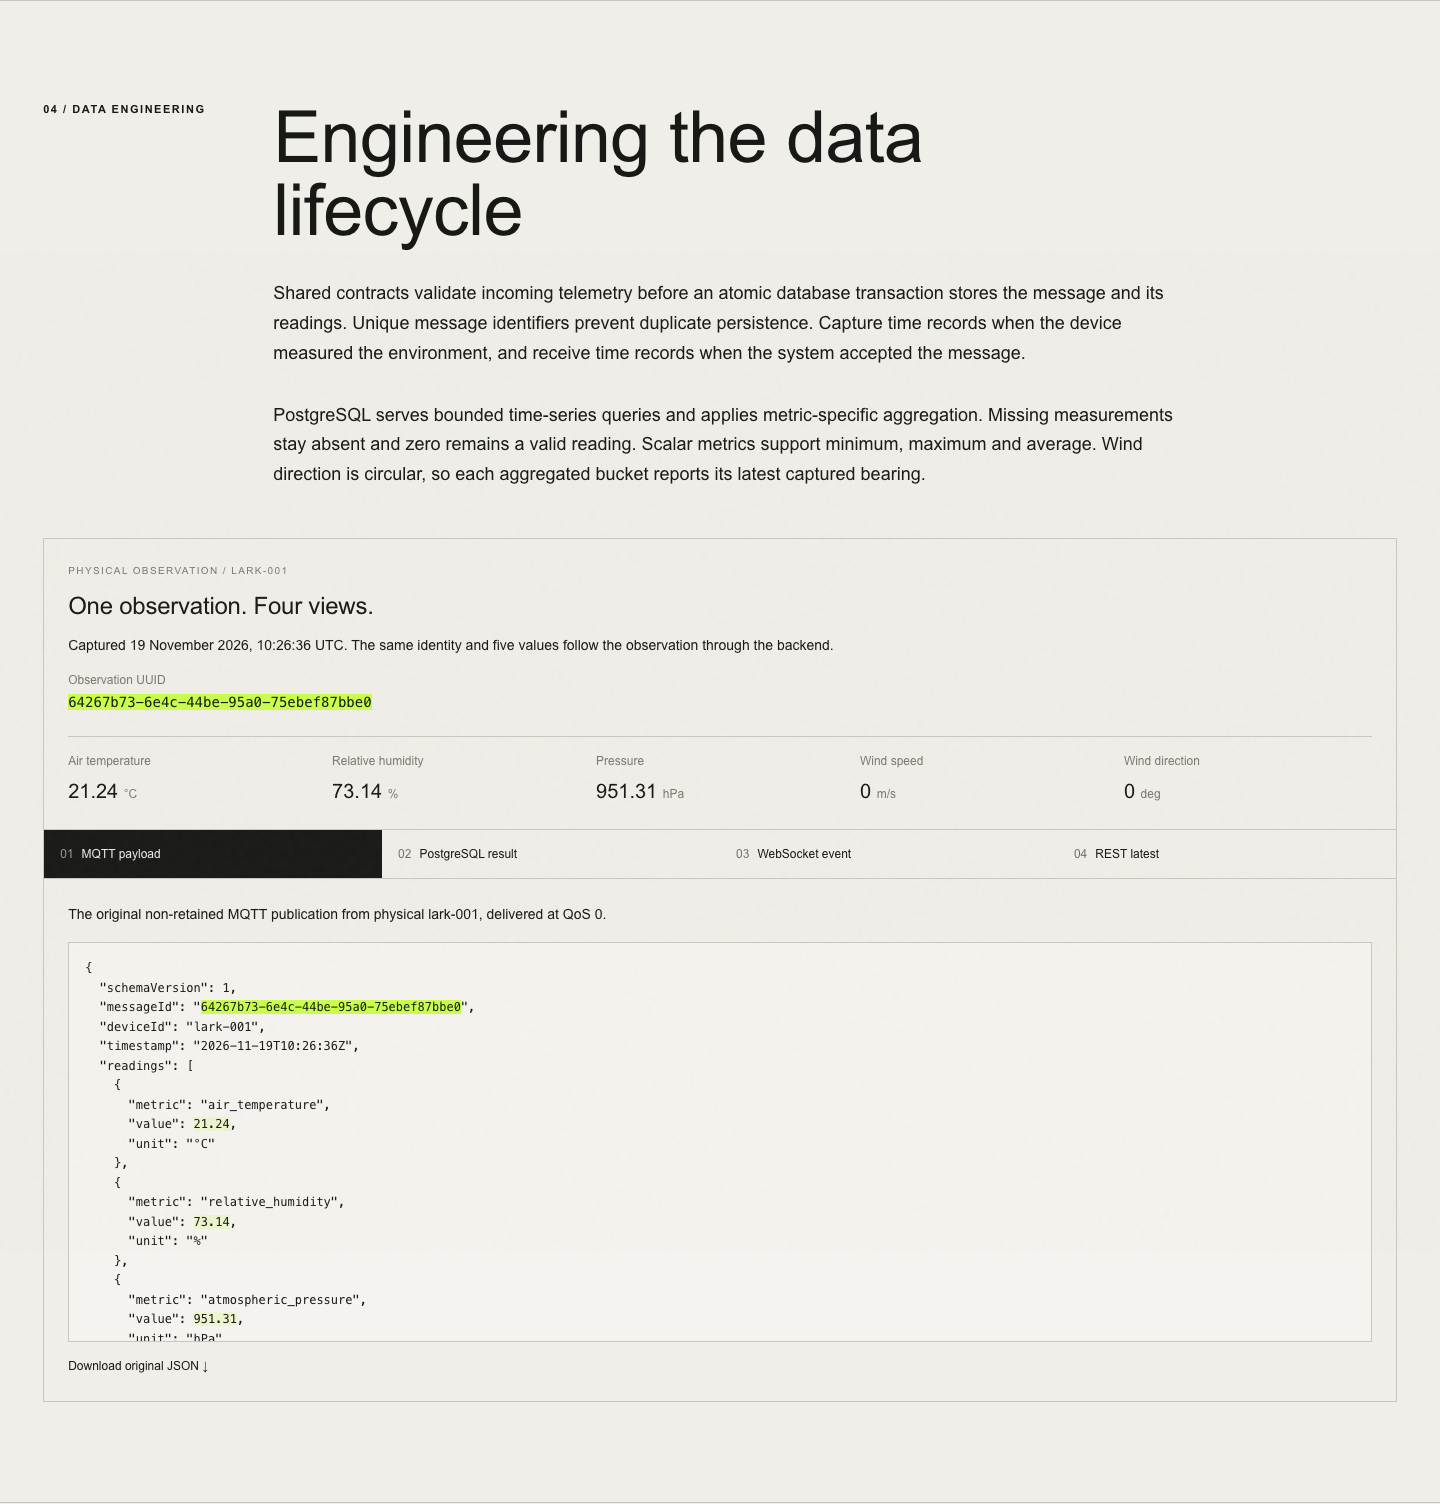 04 / DATA ENGINEERING
Engineering the data
lifecycle
Shared contracts validate incoming telemetry before an atomic database transaction stores the message and its
readings. Unique message identifiers prevent duplicate persistence. Capture time records when the device
measured the environment, and receive time records when the system accepted the message.
PostgreSQL serves bounded time-series queries and applies metric-specific aggregation. Missing measurements
stay absent and zero remains a valid reading. Scalar metrics support minimum, maximum and average. Wind
direction is circular, so each aggregated bucket reports its latest captured bearing.
PHYSICAL OBSERVATION / LARK-001
One observation. Four views.
Captured 19 November 2026, 10:26:36 UTC. The same identity and five values follow the observation through the backend.
Observation UUID
64267b73-6e4c-44be-95a0-75ebef87bbe0
Air temperature Relative humidity Pressure Wind speed Wind direction
21.24 °C 73.14 % 951.31 hPa 0 m/s 0 deg
01 MQTT payload 02 PostgreSQL result 03 WebSocket event 04 REST latest
The original non-retained MQTT publication from physical lark-001, delivered at QoS 0.
{
"schemaVersion": 1,
"messageId": "64267b73-6e4c-44be-95a0-75ebef87bbe0",
"deviceId": "lark-001",
"timestamp": "2026-11-19T10:26:36Z",
"readings": [
{
"metric": "air_temperature",
"value": 21.24,
"unit": "°C"
},
{
"metric": "relative_humidity",
"value": 73.14,
"unit": "%"
},
{
"metric": "atmospheric_pressure",
"value": 951.31,
"unit": "hPa"
Download original JSON ↓